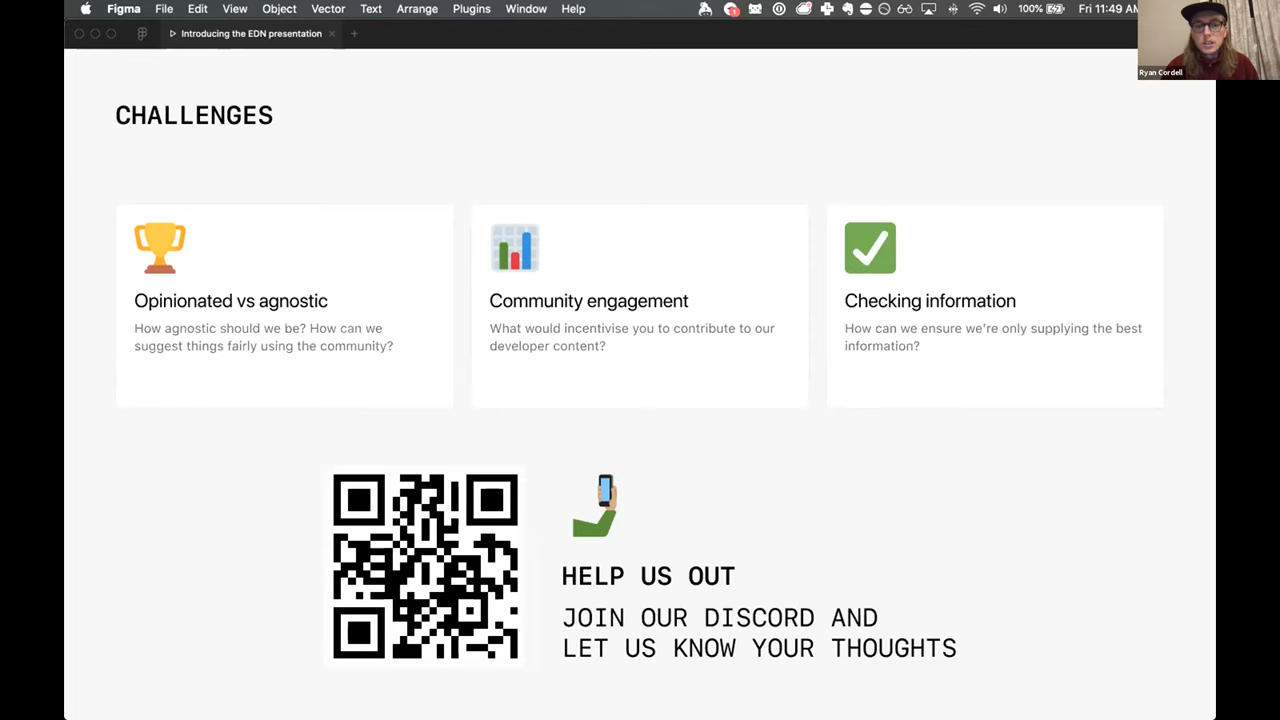 Figma File Edit View Object Vector Text Arrange Plugins Window Help 100% Fri 11:49 AM
Introducing the EDN presentation
Ryan Cordell
CHALLENGES
Opinionated vs agnostic
How agnostic should we be? How can we
suggest things fairly using the community?
Community engagement
What would incentivise you to contribute to our
developer content?
Checking information
How can we ensure we're only supplying the best
information?
HELP US OUT
JOIN OUR DISCORD AND
LET US KNOW YOUR THOUGHTS